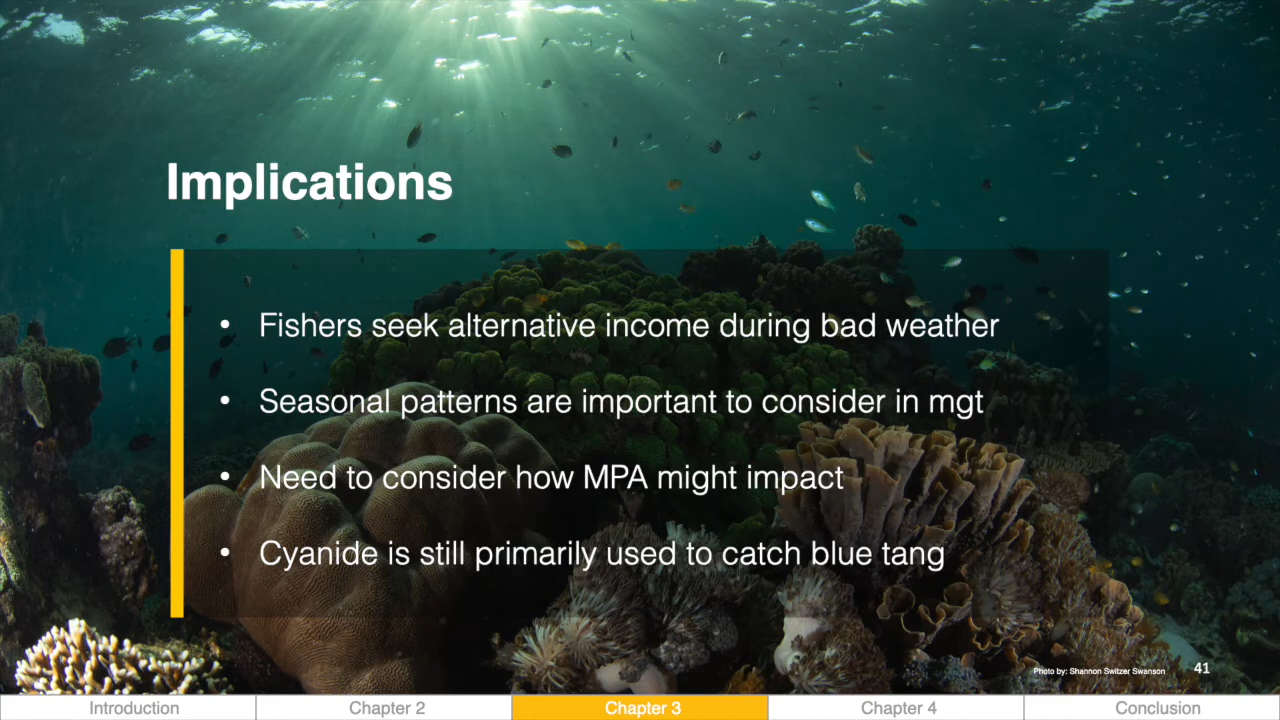 Implications
• Fishers seek alternative income during bad weather
• Seasonal patterns are important to consider in mgt
• Need to consider how MPA might impact
• Cyanide is still primarily used to catch blue tang
Photo by: Shannon Switzer Swanson
41
Introduction
Chapter 2
Chapter 3
Chapter 4
Conclusion